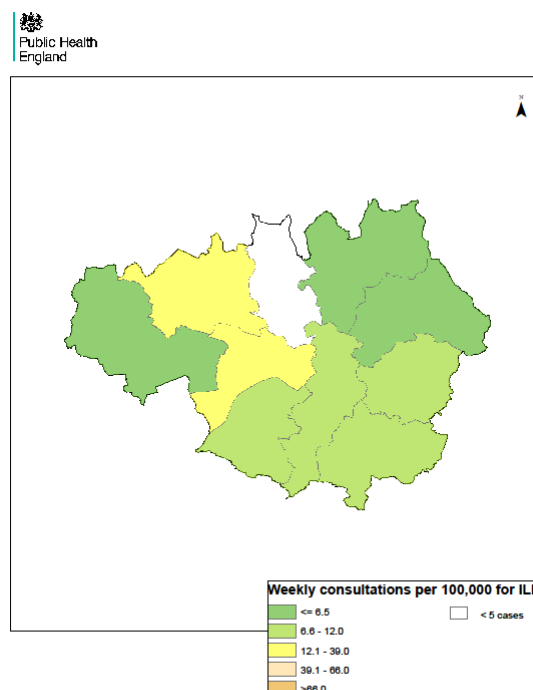 Public Health
England
N
Weekly consultations per 100,000 for ILI
<= 6.5
< 5 cases
6.6 - 12.0
12.1 - 39.0
39.1 - 66.0
>66.0